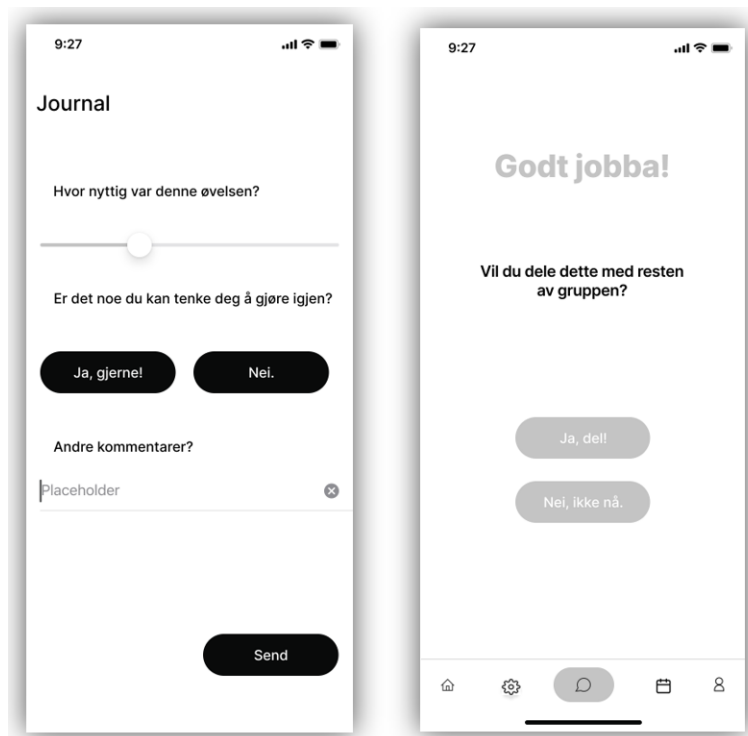 9:27
Journal
Hvor nyttig var denne øvelsen?
Er det noe du kan tenke deg å gjøre igjen?
Ja, gjerne!
Nei.
Andre kommentarer?
Placeholder
Send
9:27
Godt jobba!
Vil du dele dette med resten
av gruppen?
Ja, del!
Nei, ikke nå.